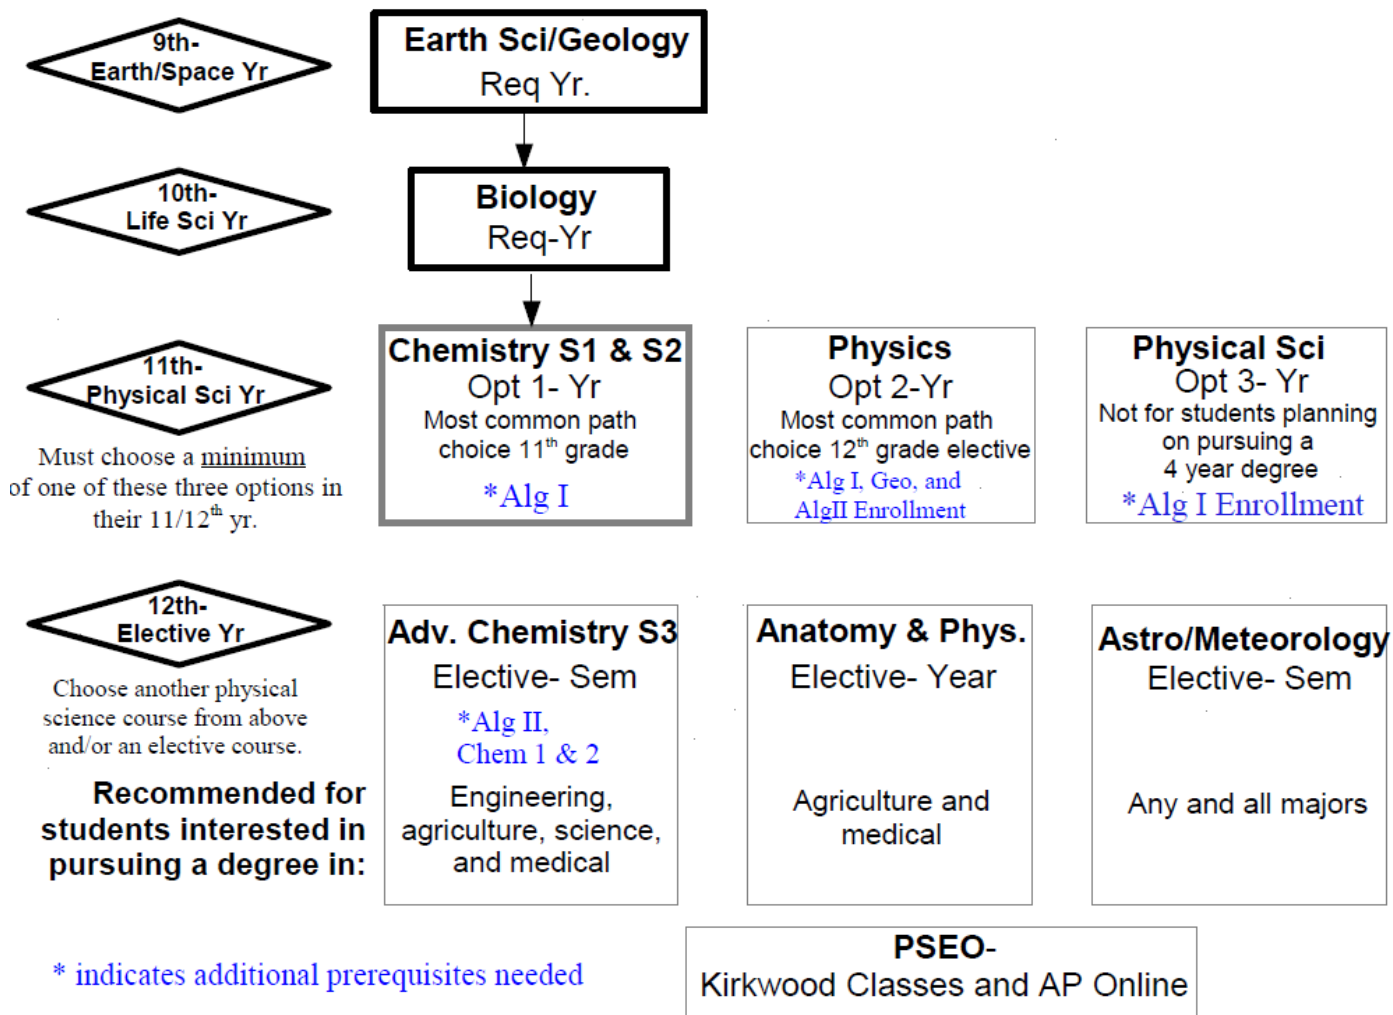 9th-
Earth/Space Yr
Earth Sci/Geology
Req Yr.
10th-
Life Sci Yr
Biology
Req-Yr
11th-
Physical Sci Yr
Must choose a minimum
of one of these three options in
their 11/12th yr.
Chemistry S1 & S2
Opt 1- Yr
Most common path
choice 11th grade
*Alg I
Physics
Opt 2-Yr
Most common path
choice 12th grade elective
*Alg I, Geo, and
AlgII Enrollment
Physical Sci
Opt 3- Yr
Not for students planning
on pursuing a
4 year degree
*Alg I Enrollment
12th-
Elective Yr
Choose another physical
science course from above
and/or an elective course.
Recommended for
students interested in
pursuing a degree in:
Adv. Chemistry S3
Elective- Sem
*Alg II,
Chem 1 & 2
Engineering,
agriculture, science,
and medical
Anatomy & Phys.
Elective- Year
Agriculture and
medical
Astro/Meteorology
Elective- Sem
Any and all majors
* indicates additional prerequisites needed
PSEO-
Kirkwood Classes and AP Online